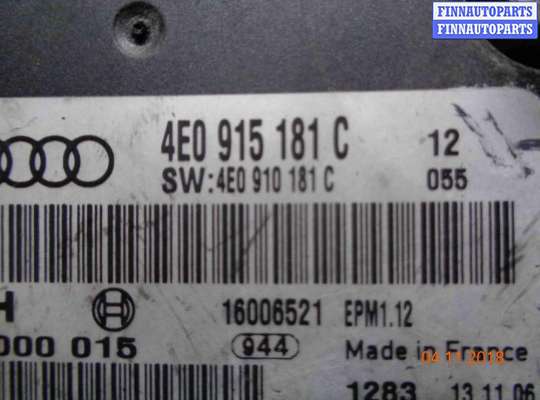 FINNAUTOPARTS
FINNAUTOPARTS
4E0 915 181 C 12
SW:4E0 910 181 C 055
H 16006521 EPM1.12
000 015 944 Made in France
04.11.2018
1283 13 11 06